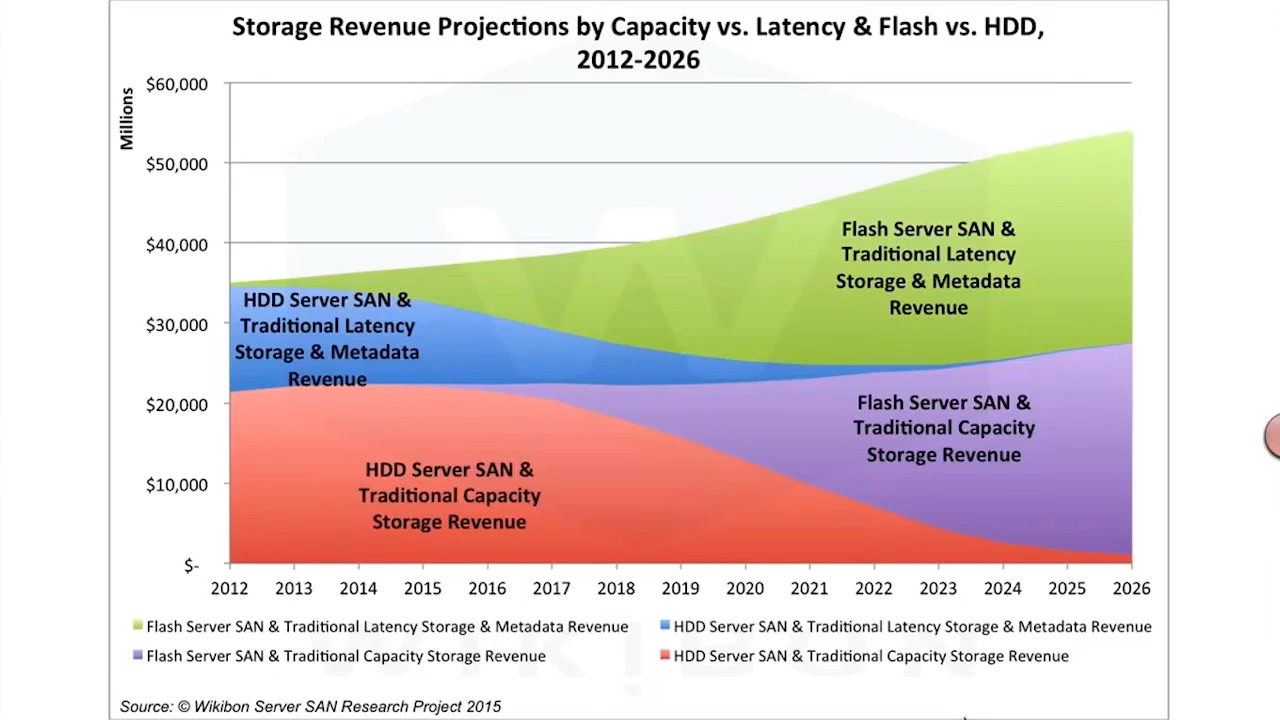 Storage Revenue Projections by Capacity vs. Latency & Flash vs. HDD,
2012-2026
Millions
$60,000
$50,000
$40,000
$30,000
$20,000
$10,000
$-
Flash Server SAN &
Traditional Latency
Storage & Metadata
Revenue
HDD Server SAN &
Traditional Latency
Storage & Metadata
Revenue
Flash Server SAN &
Traditional Capacity
Storage Revenue
HDD Server SAN &
Traditional Capacity
Storage Revenue
2012 2013 2014 2015 2016 2017 2018 2019 2020 2021 2022 2023 2024 2025 2026
Flash Server SAN & Traditional Latency Storage & Metadata Revenue
HDD Server SAN & Traditional Latency Storage & Metadata Revenue
Flash Server SAN & Traditional Capacity Storage Revenue
HDD Server SAN & Traditional Capacity Storage Revenue
WIKIBON
Source: © Wikibon Server SAN Research Project 2015